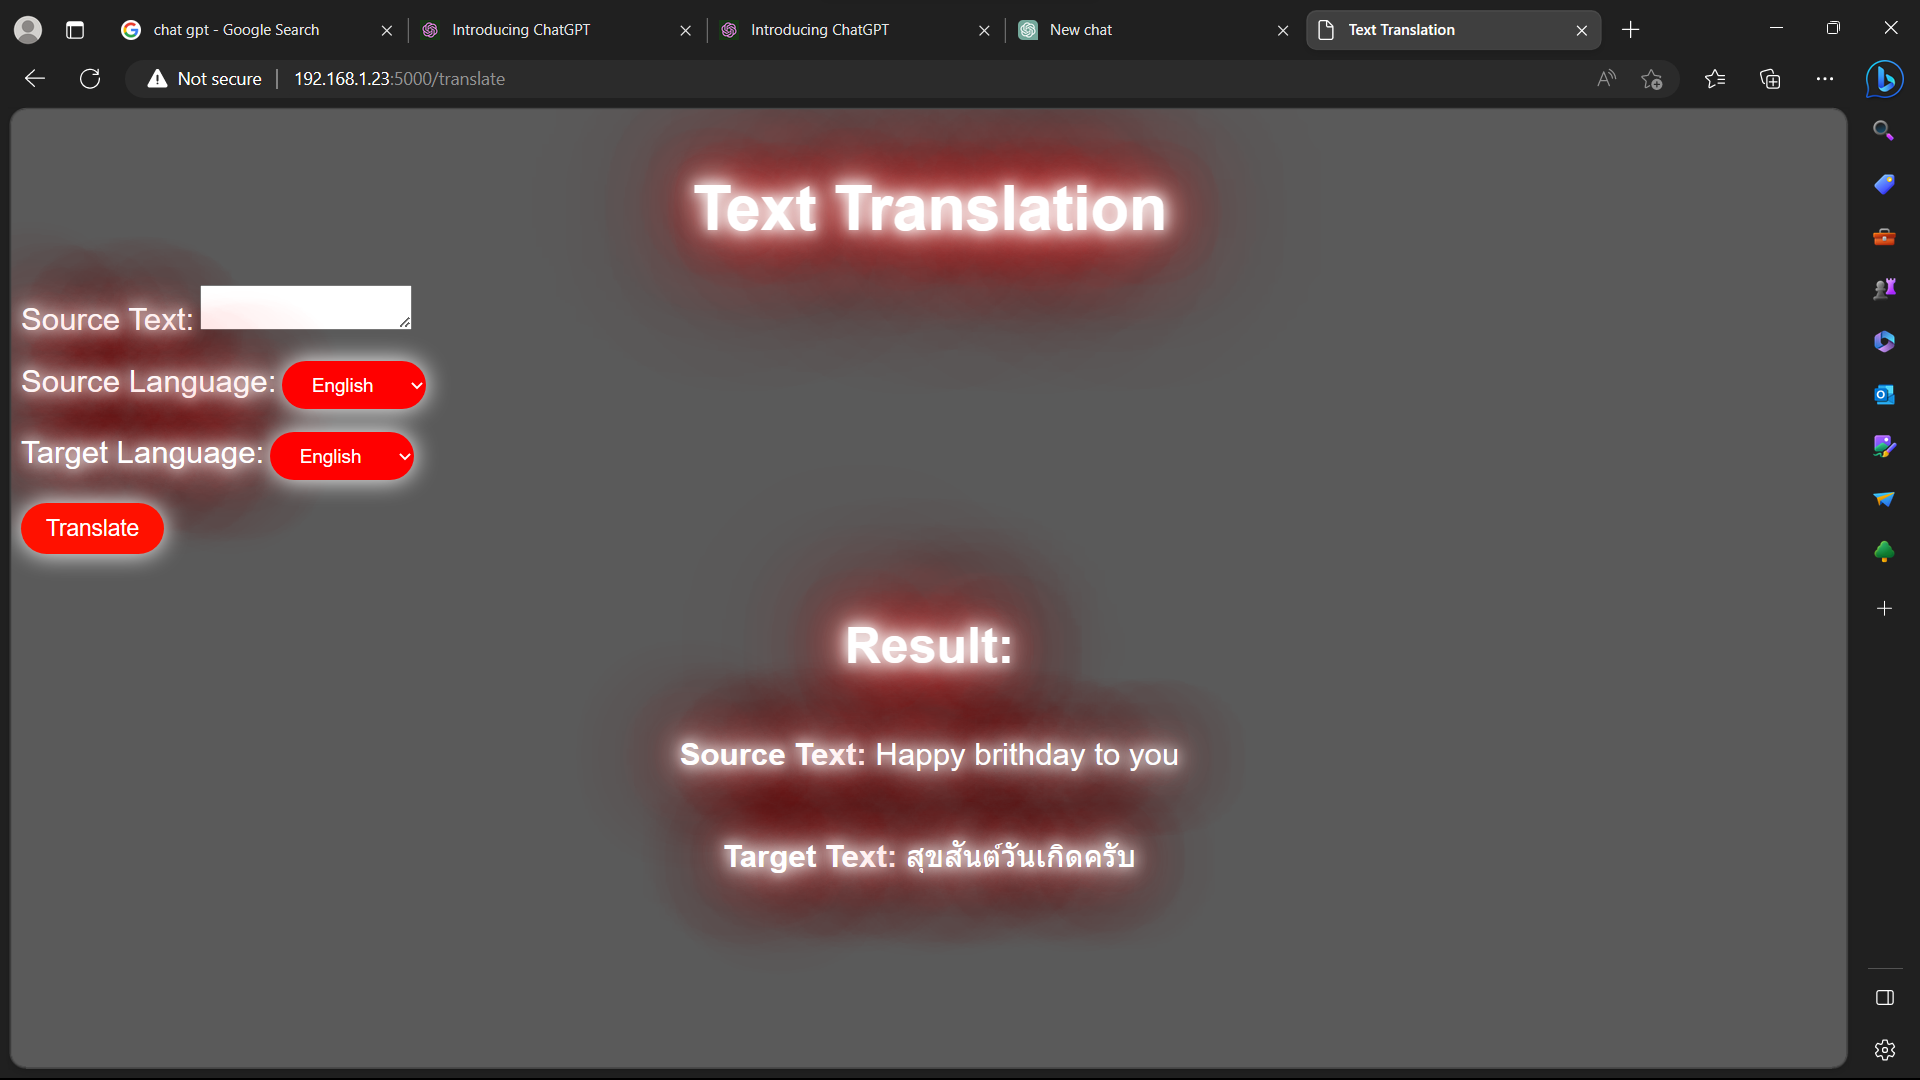 chat gpt - Google Search
Introducing ChatGPT
Introducing ChatGPT
New chat
Text Translation
Not secure
192.168.1.23:5000/translate
Text Translation
Source Text:
Source Language: English
Target Language: English
Translate
Result:
Source Text: Happy brithday to you
Target Text: สุขสันต์วันเกิดครับ